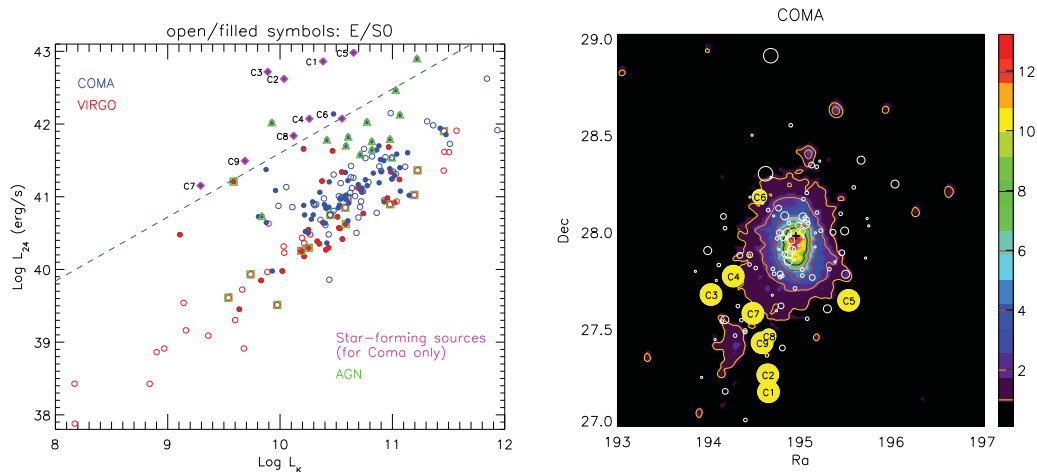 open/filled symbols: E/S0
43
42
41
40
39
38
Log L24 (erg/s)
COMA
VIRGO
C1
C5
C3
C2
C4
C6
C8
C9
C7
Star-forming sources
(for Coma only)
AGN
8
9
10
11
12
Log LK
COMA
29.0
28.5
28.0
27.5
27.0
Dec
C6
C4
C3
C5
C7
C8
C9
C2
C1
193
194
195
196
197
Ra
12
10
8
6
4
2